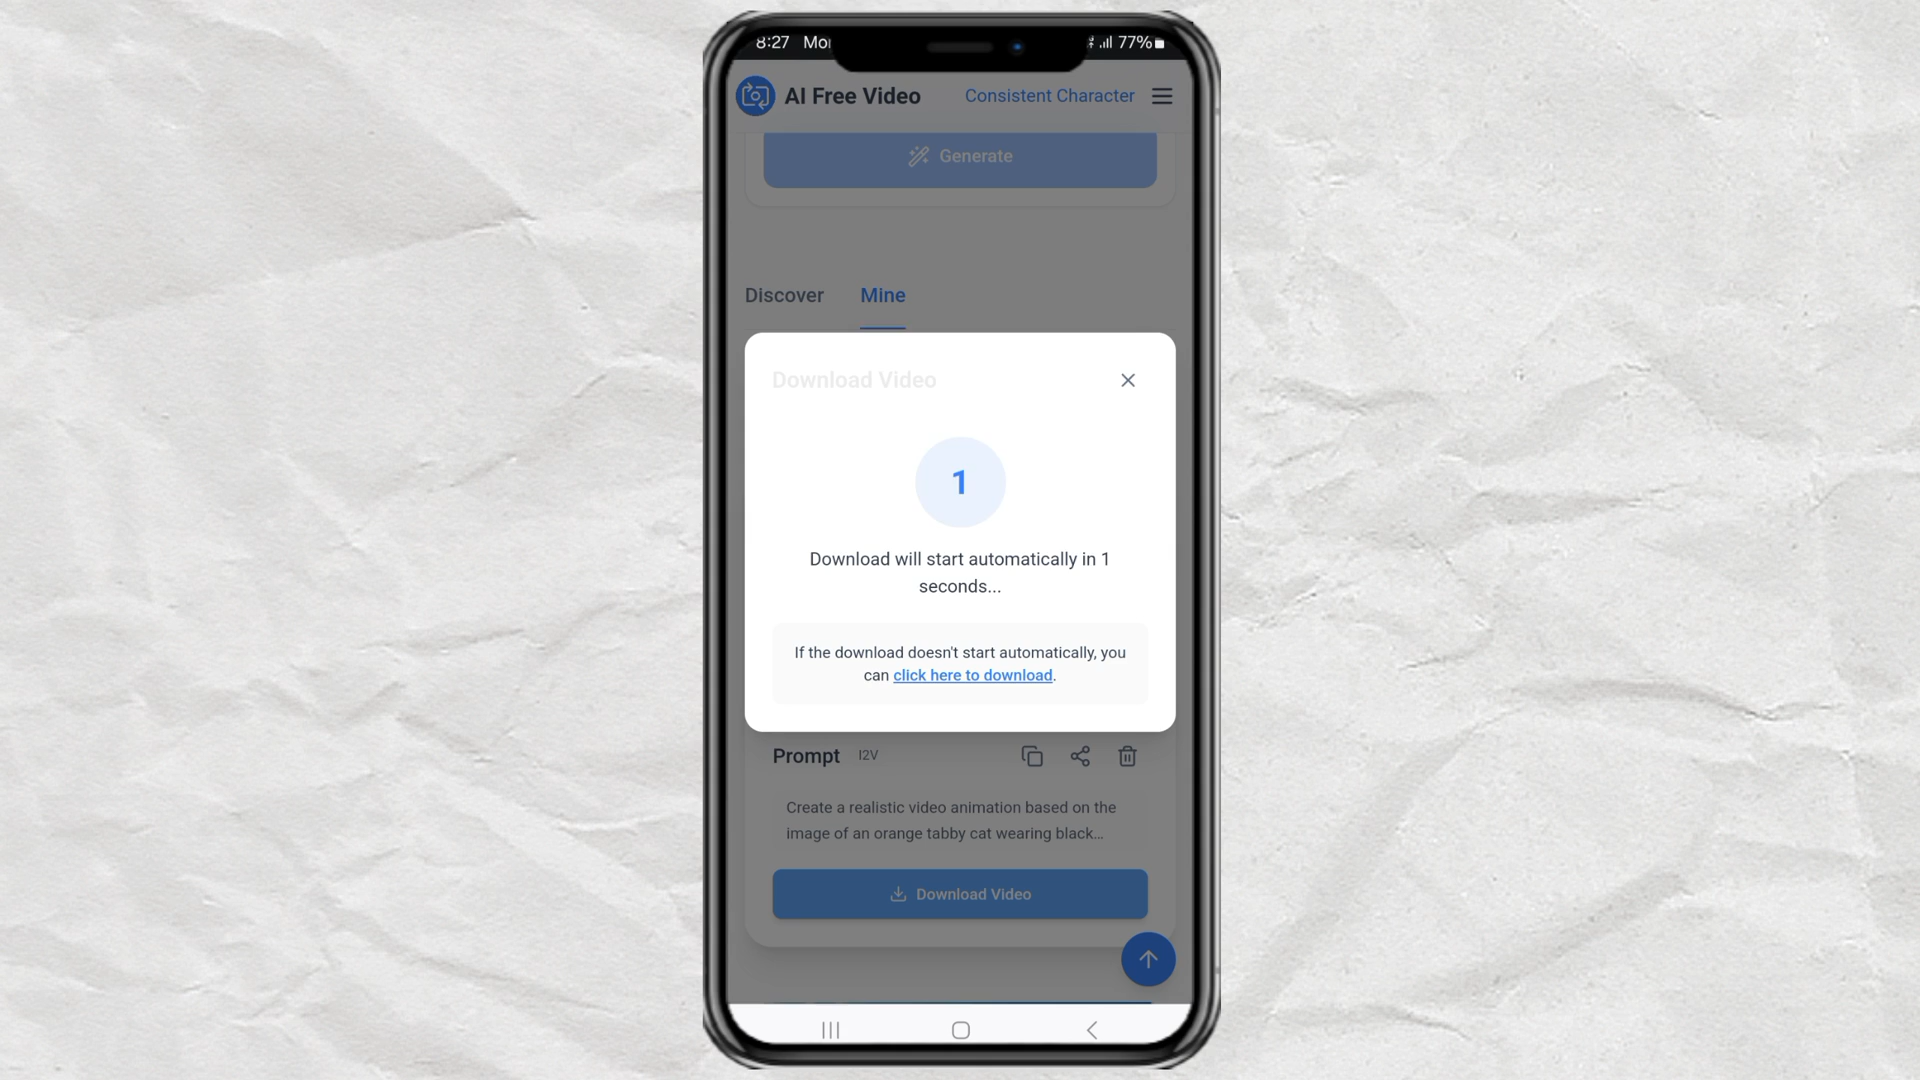 8:27 Mo
77%
AI Free Video
Consistent Character
Generate
Discover
Mine
Download Video
1
Download will start automatically in 1
seconds...
If the download doesn't start automatically, you
can click here to download.
Prompt
I2V
Create a realistic video animation based on the
image of an orange tabby cat wearing black…
Download Video